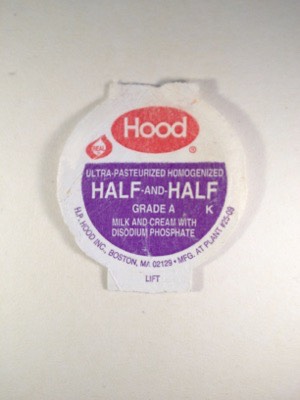 Hood
®
REAL
ULTRA-PASTEURIZED HOMOGENIZED
HALF-AND-HALF
GRADE A K
MILK AND CREAM WITH
DISODIUM PHOSPHATE
H.P. HOOD INC., BOSTON, MA 02129 • MFG. AT PLANT #25-09
LIFT